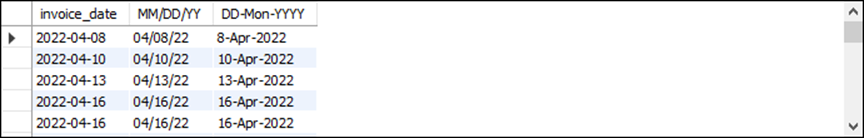 invoice_date MM/DD/YY DD-Mon-YYYY
2022-04-08 04/08/22 8-Apr-2022
2022-04-10 04/10/22 10-Apr-2022
2022-04-13 04/13/22 13-Apr-2022
2022-04-16 04/16/22 16-Apr-2022
2022-04-16 04/16/22 16-Apr-2022